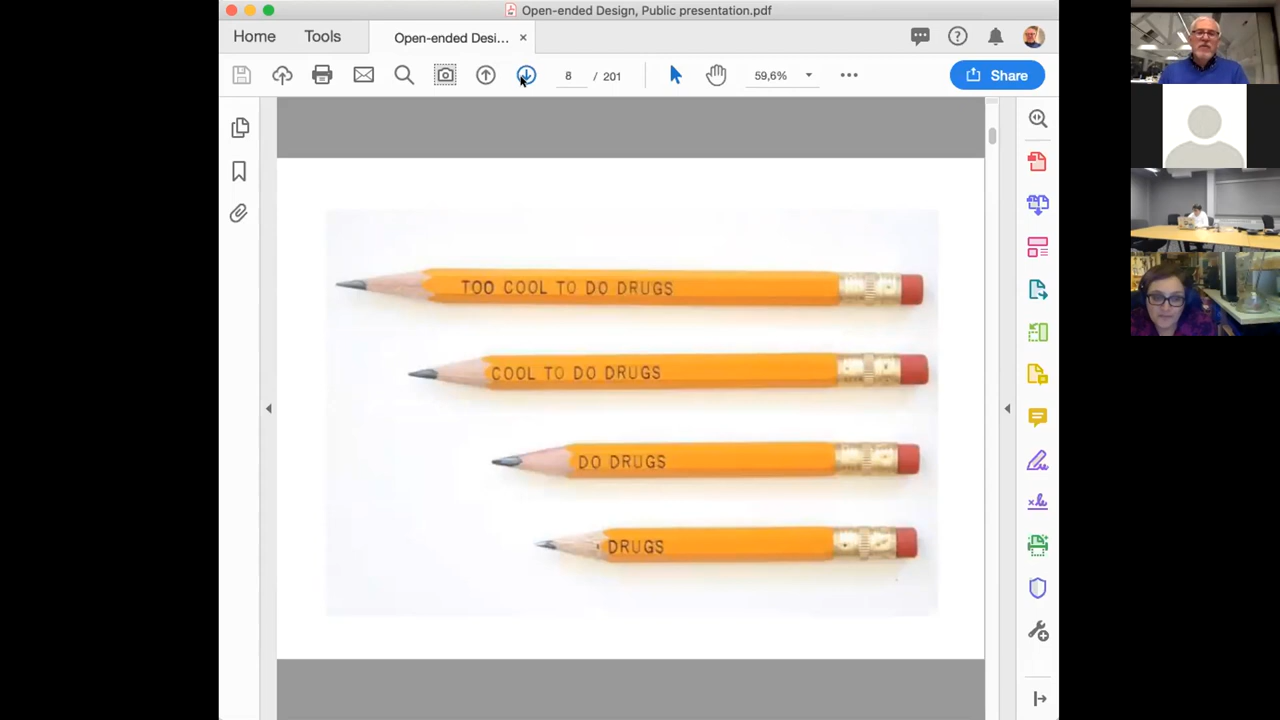 Open-ended Design, Public presentation.pdf
Home Tools Open-ended Desi... ×
8 / 201 59,6% Share
TOO COOL TO DO DRUGS
COOL TO DO DRUGS
DO DRUGS
DRUGS